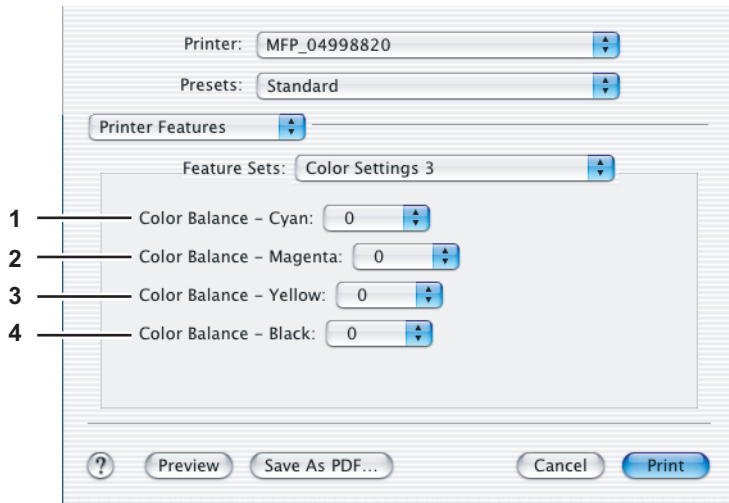 Printer: MFP_04998820
Presets: Standard
Printer Features
Feature Sets: Color Settings 3
1 Color Balance – Cyan: 0
2 Color Balance – Magenta: 0
3 Color Balance – Yellow: 0
4 Color Balance – Black: 0
? Preview Save As PDF... Cancel Print